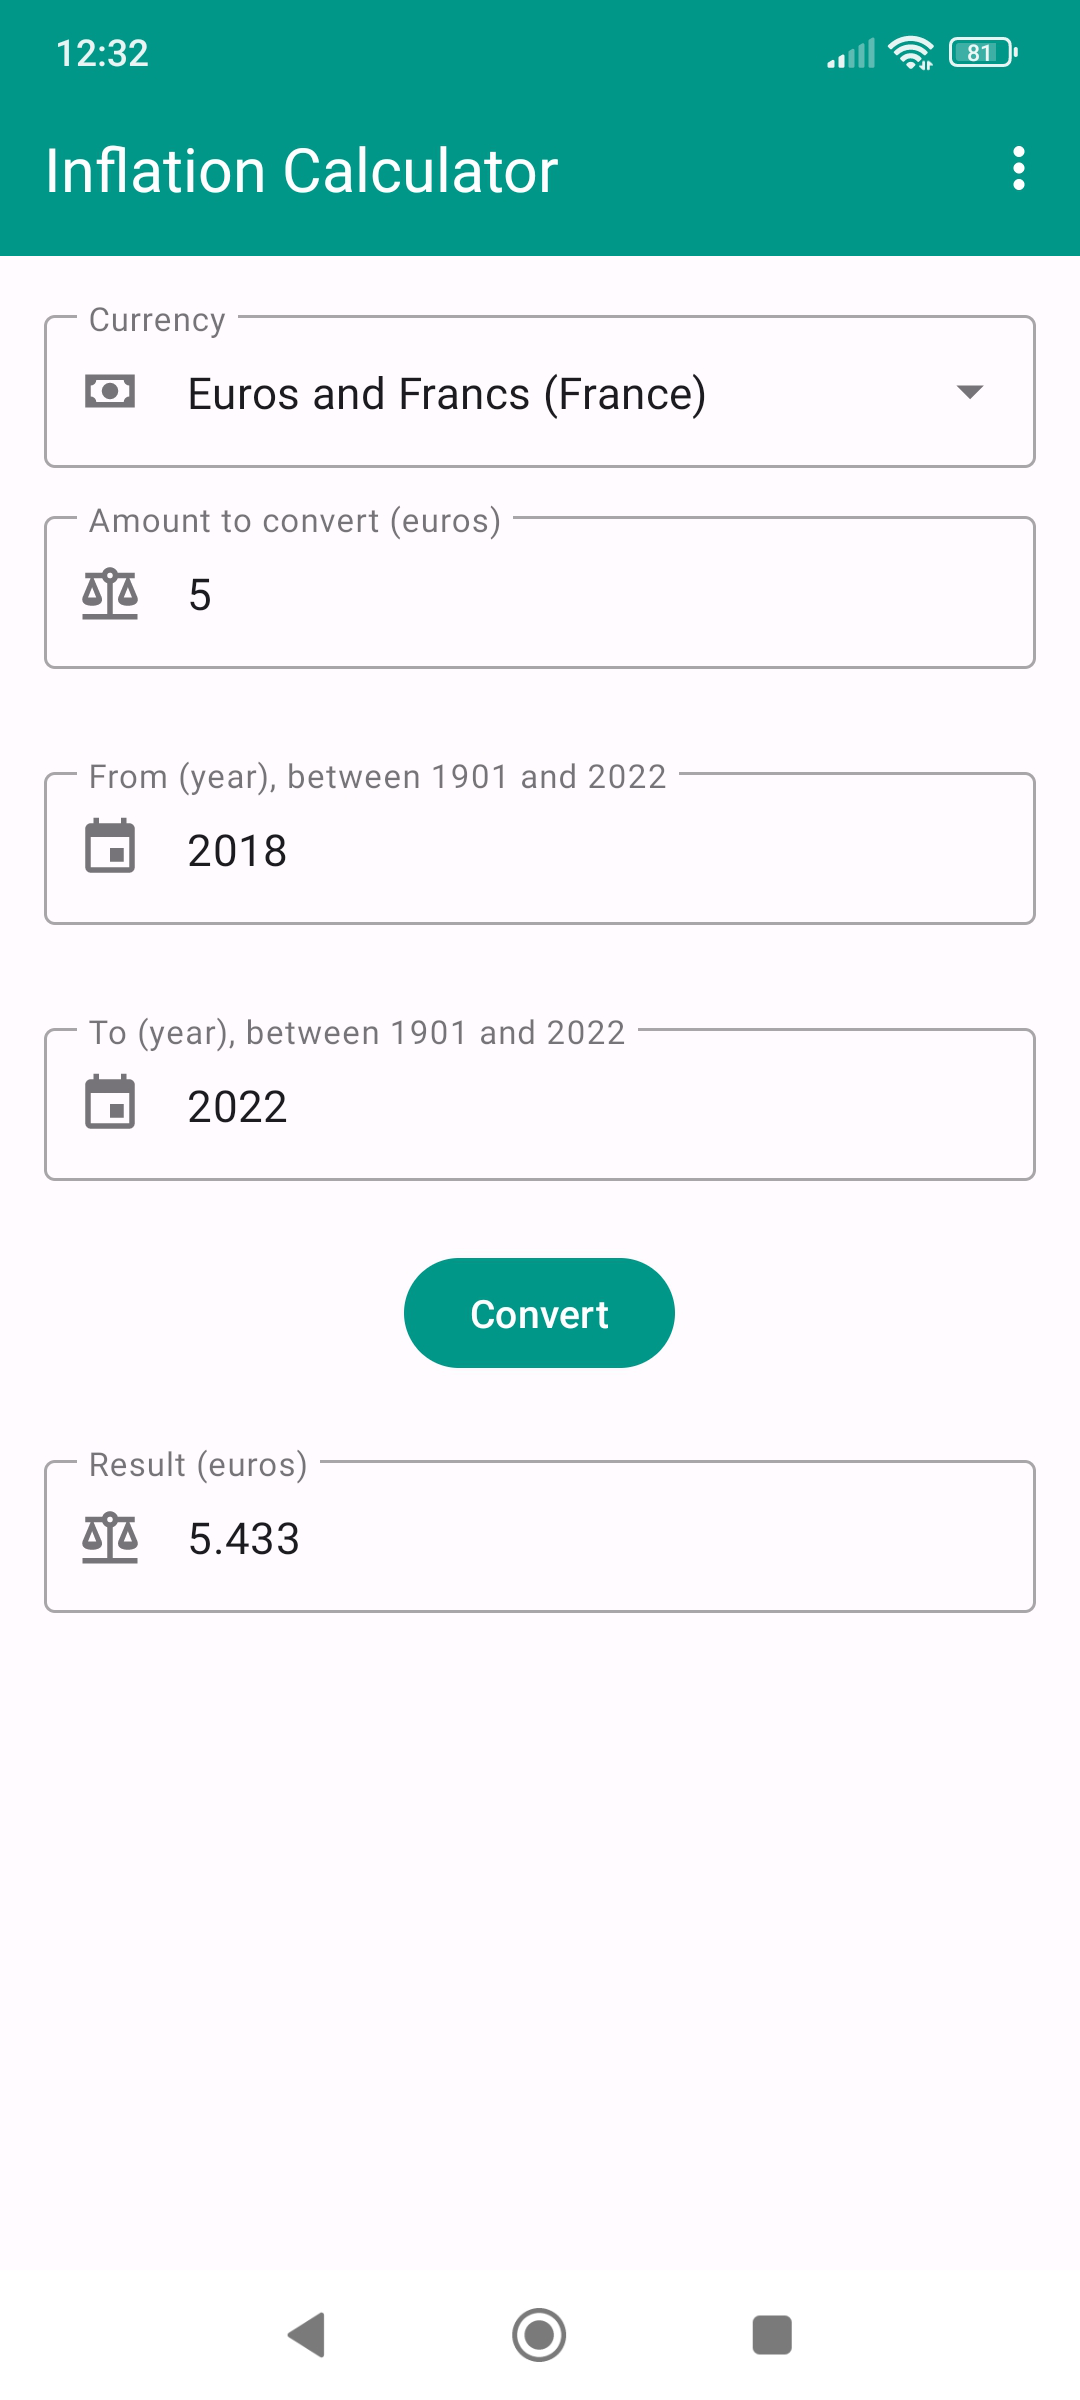 12:32
81
Inflation Calculator
Currency
Euros and Francs (France)
Amount to convert (euros)
5
From (year), between 1901 and 2022
2018
To (year), between 1901 and 2022
2022
Convert
Result (euros)
5.433